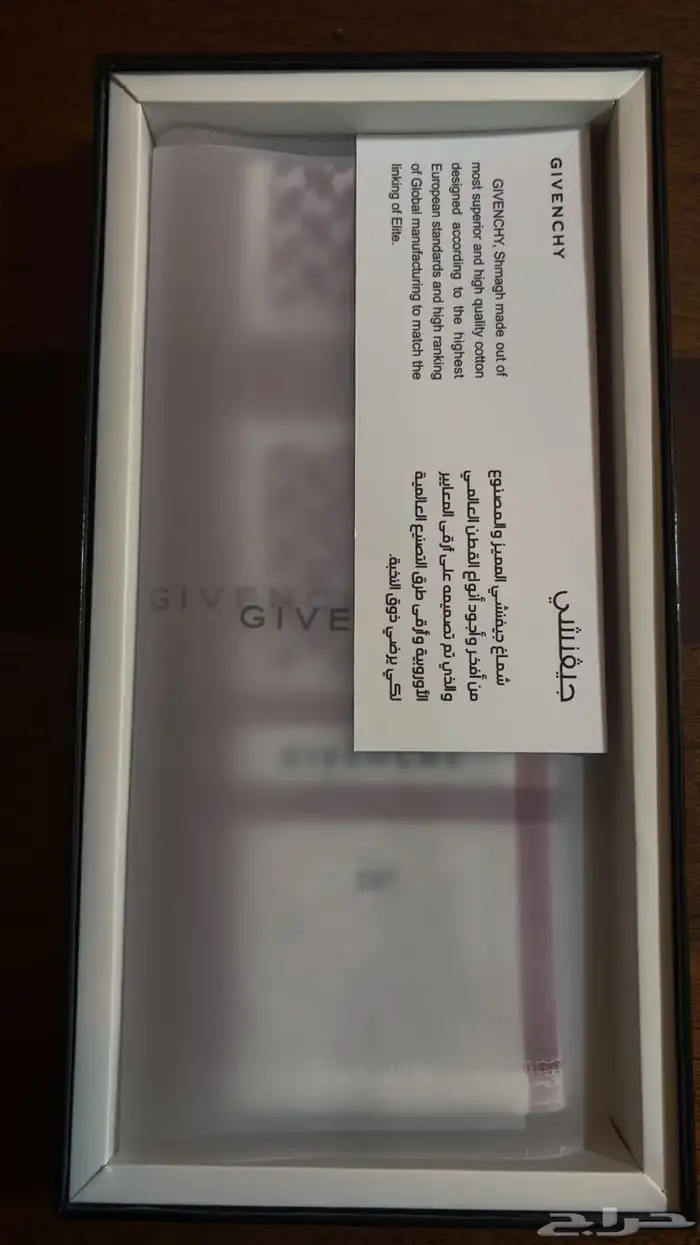 GIVENCHY
GIVENCHY, Shmagh made out of
most superior and high quality cotton
designed according to the highest
European standards and high ranking
of Global manufacturing to match the
linking of Elite.
جيڤنشي
شماغ جيفنشي المميز والمصنوع
من أفخر وأجود أنواع القطن العالمي
والذي تم تصميمه على أرقى المعايير
الأوروبية وأرقى طرق التصنيع العالمية
لكي يرضي ذوق النخبة.
GIVENC
GIVE
GIVENCHY
حراج